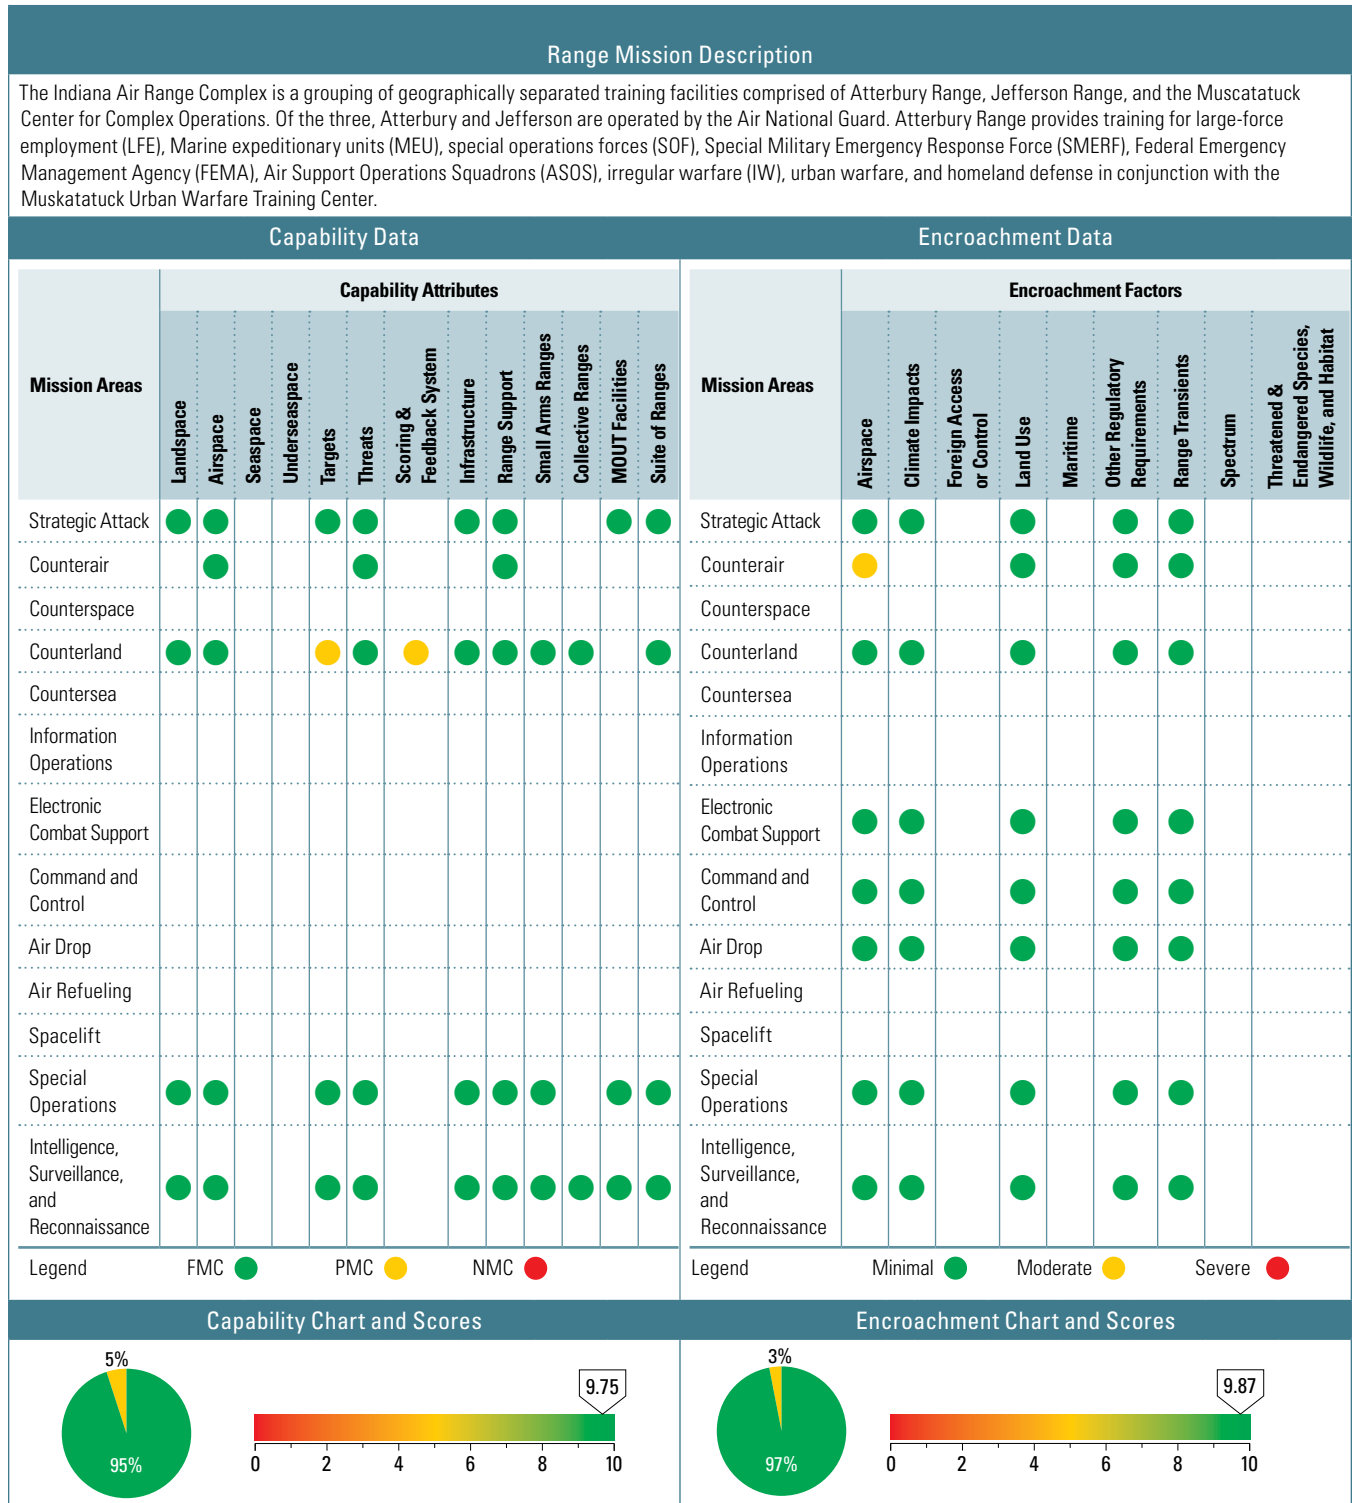 Range Mission Description
The Indiana Air Range Complex is a grouping of geographically separated training facilities comprised of Atterbury Range, Jefferson Range, and the Muscatatuck
Center for Complex Operations. Of the three, Atterbury and Jefferson are operated by the Air National Guard. Atterbury Range provides training for large-force
employment (LFE), Marine expeditionary units (MEU), special operations forces (SOF), Special Military Emergency Response Force (SMERF), Federal Emergency
Management Agency (FEMA), Air Support Operations Squadrons (ASOS), irregular warfare (IW), urban warfare, and homeland defense in conjunction with the
Muskatatuck Urban Warfare Training Center.
Capability Data
Mission Areas
Capability Attributes
Landspace
Airspace
Seaspace
Underseaspace
Targets
Threats
Scoring &
Feedback System
Infrastructure
Range Support
Small Arms Ranges
Collective Ranges
MOUT Facilities
Suite of Ranges
Strategic Attack
Counterair
Counterspace
Counterland
Countersea
Information
Operations
Electronic
Combat Support
Command and
Control
Air Drop
Air Refueling
Spacelift
Special
Operations
Intelligence,
Surveillance,
and
Reconnaissance
Legend FMC PMC NMC
Encroachment Data
Mission Areas
Encroachment Factors
Airspace
Climate Impacts
Foreign Access
or Control
Land Use
Maritime
Other Regulatory
Requirements
Range Transients
Spectrum
Threatened &
Endangered Species,
Wildlife, and Habitat
Strategic Attack
Counterair
Counterspace
Counterland
Countersea
Information
Operations
Electronic
Combat Support
Command and
Control
Air Drop
Air Refueling
Spacelift
Special
Operations
Intelligence,
Surveillance,
and
Reconnaissance
Legend Minimal Moderate Severe
Capability Chart and Scores
5%
95%
9.75
0 2 4 6 8 10
Encroachment Chart and Scores
3%
97%
9.87
0 2 4 6 8 10